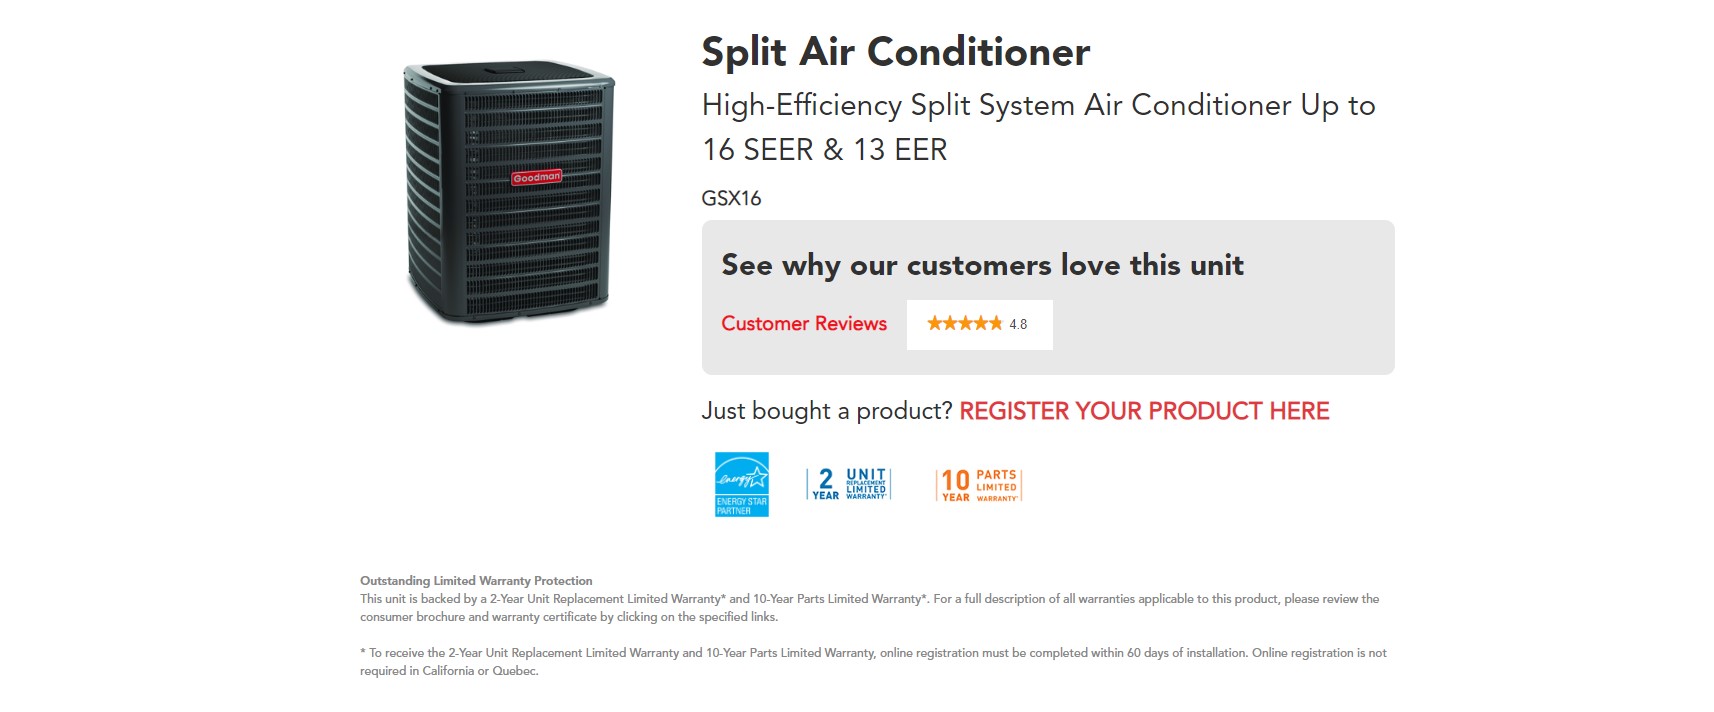 Split Air Conditioner
High-Efficiency Split System Air Conditioner Up to
16 SEER & 13 EER
GSX16
Goodman
See why our customers love this unit
Customer Reviews 4.8
Just bought a product? REGISTER YOUR PRODUCT HERE
energy
ENERGY STAR
PARTNER
2 YEAR UNIT REPLACEMENT LIMITED WARRANTY*
10 YEAR PARTS LIMITED WARRANTY*
Outstanding Limited Warranty Protection
This unit is backed by a 2-Year Unit Replacement Limited Warranty* and 10-Year Parts Limited Warranty*. For a full description of all warranties applicable to this product, please review the
consumer brochure and warranty certificate by clicking on the specified links.
* To receive the 2-Year Unit Replacement Limited Warranty and 10-Year Parts Limited Warranty, online registration must be completed within 60 days of installation. Online registration is not
required in California or Quebec.